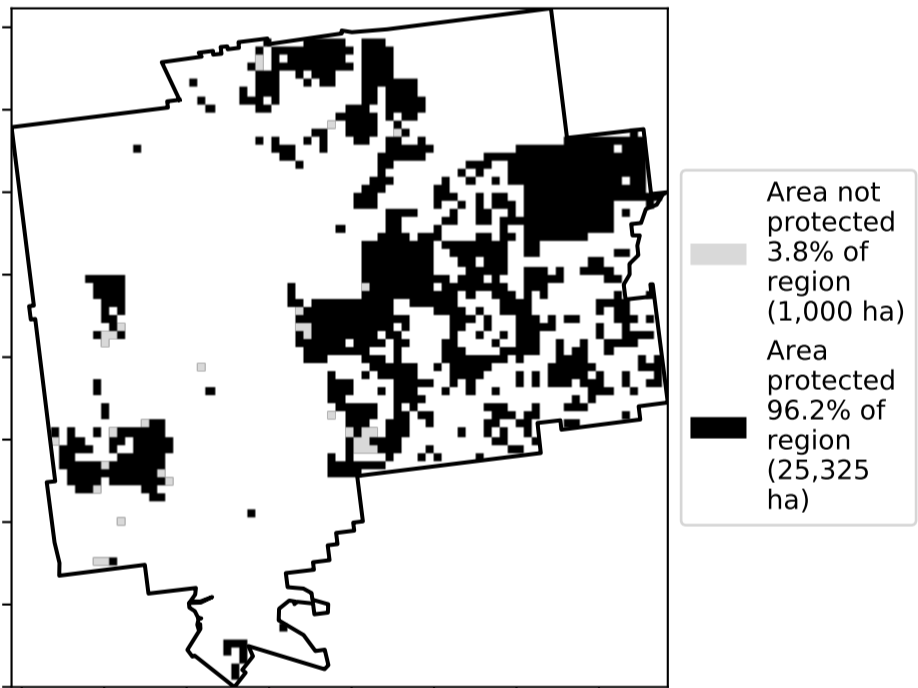 Area not
protected
3.8% of
region
(1,000 ha)
Area
protected
96.2% of
region
(25,325
ha)